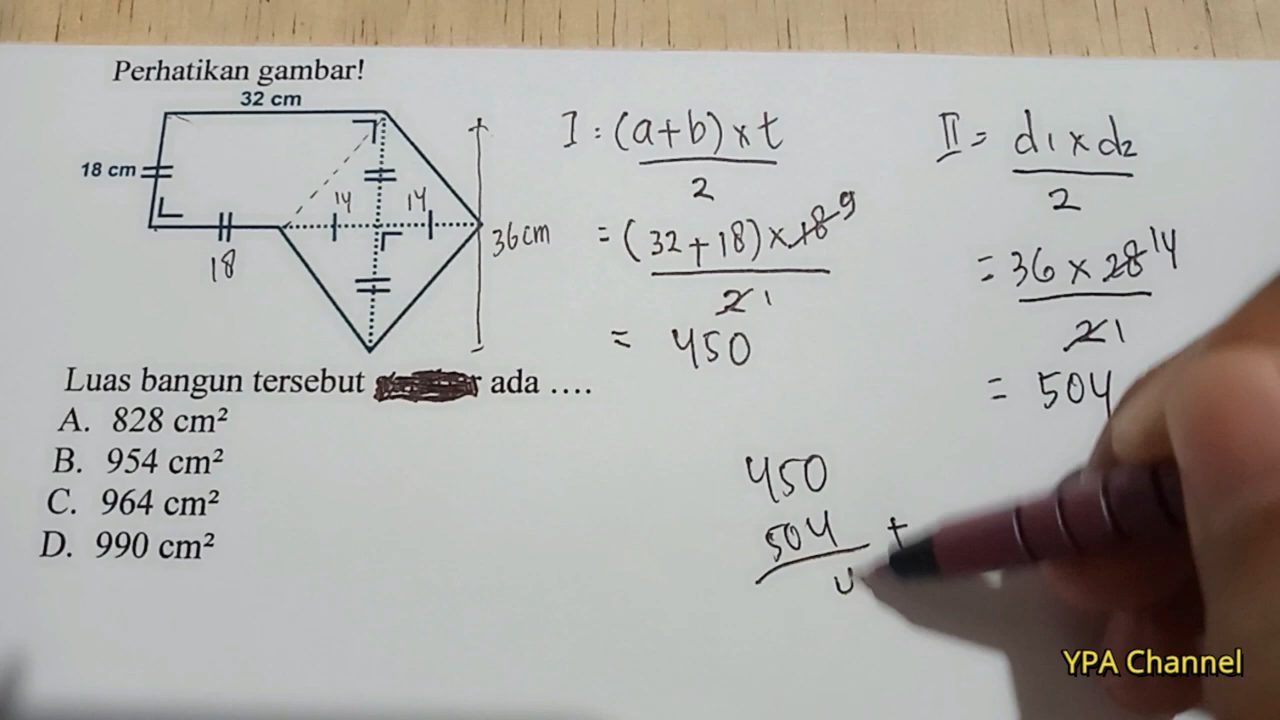 Perhatikan gambar!
32 cm
18 cm
14 14
18
36 cm
Luas bangun tersebut ada ....
A. 828 cm²
B. 954 cm²
C. 964 cm²
D. 990 cm²
I : (a+b) x t
2
= (32 + 18) x 18 9
2 1
= 450
II = d1 x d2
2
= 36 x 28 14
2 1
= 504
450
504 +
YPA Channel